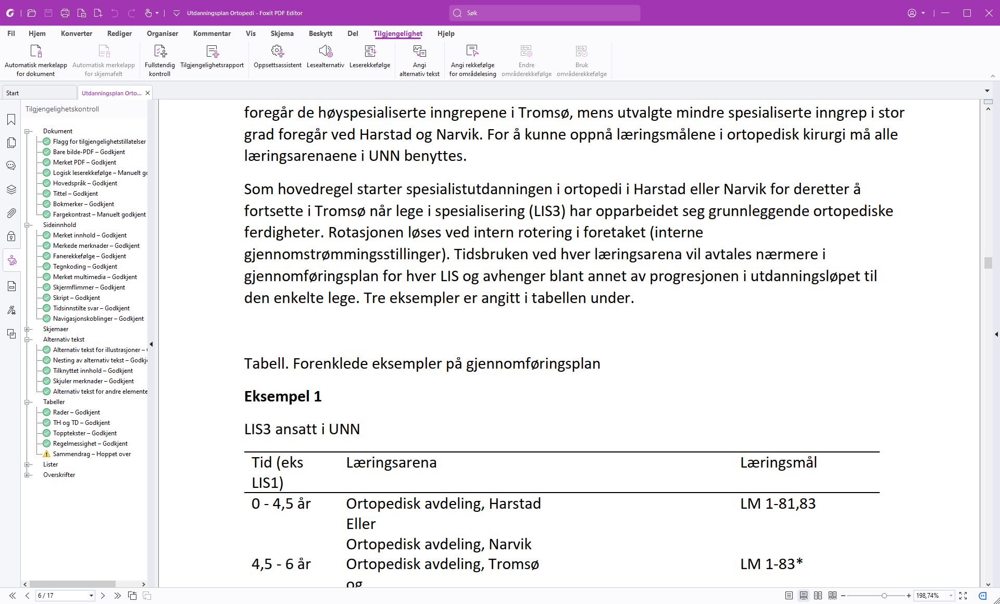 Utdanningsplan Ortopedi - Foxit PDF Editor
Søk
Fil Hjem Konverter Rediger Organiser Kommentar Vis Skjema Beskytt Del Tilgjengelighet Hjelp
Automatisk merkelapp for dokument
Automatisk merkelapp for skjemafelt
Fullstendig kontroll
Tilgjengelighetsrapport
Oppsettsassistent
Lesealternativ
Leserekkefølge
Angi alternativ tekst
Angi rekkefølge for områdelesing
Endre områderekkefølge
Bruk områderekkefølge
Start
Utdanningsplan Orto...
Tilgjengelighetskontroll
Dokument
Flagg for tilgjengelighetstillatelser
Bare bilde-PDF – Godkjent
Merket PDF – Godkjent
Logisk leserekkefølge – Manuelt go
Hovedspråk – Godkjent
Tittel – Godkjent
Bokmerker – Godkjent
Fargekontrast – Manuelt godkjent
Sideinnhold
Merket innhold – Godkjent
Merkede merknader – Godkjent
Fanerekkefølge – Godkjent
Tegnkoding – Godkjent
Merket multimedia – Godkjent
Skjermflimmer – Godkjent
Skript – Godkjent
Tidsinnstilte svar – Godkjent
Navigasjonskoblinger – Godkjent
Skjemaer
Alternativ tekst
Alternativ tekst for illustrasjoner –
Nesting av alternativ tekst – Godkj
Tilknyttet innhold – Godkjent
Skjuler merknader – Godkjent
Alternativ tekst for andre elemente
Tabeller
Rader – Godkjent
TH og TD – Godkjent
Topptekster – Godkjent
Regelmessighet – Godkjent
Sammendrag – Hoppet over
Lister
Overskrifter
foregår de høyspesialiserte inngrepene i Tromsø, mens utvalgte mindre spesialiserte inngrep i stor
grad foregår ved Harstad og Narvik. For å kunne oppnå læringsmålene i ortopedisk kirurgi må alle
læringsarenaene i UNN benyttes.
Som hovedregel starter spesialistutdanningen i ortopedi i Harstad eller Narvik for deretter å
fortsette i Tromsø når lege i spesialisering (LIS3) har opparbeidet seg grunnleggende ortopediske
ferdigheter. Rotasjonen løses ved intern rotering i foretaket (interne
gjennomstrømmingsstillinger). Tidsbruken ved hver læringsarena vil avtales nærmere i
gjennomføringsplan for hver LIS og avhenger blant annet av progresjonen i utdanningsløpet til
den enkelte lege. Tre eksempler er angitt i tabellen under.
Tabell. Forenklede eksempler på gjennomføringsplan
Eksempel 1
LIS3 ansatt i UNN
Tid (eks Læringsarena Læringsmål
LIS1)
0 - 4,5 år Ortopedisk avdeling, Harstad LM 1-81,83
Eller
Ortopedisk avdeling, Narvik
4,5 - 6 år Ortopedisk avdeling, Tromsø LM 1-83*
og
6 / 17
198,74%